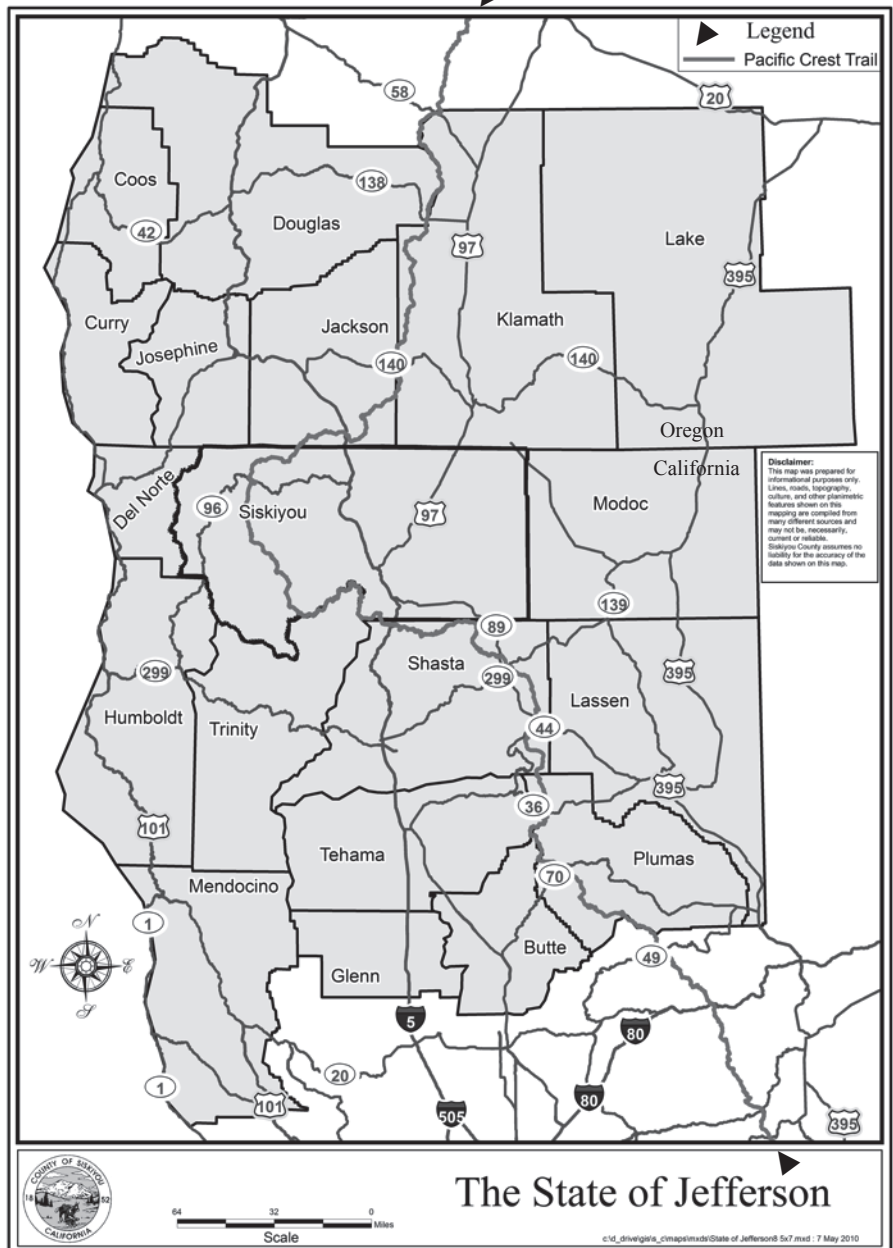 Legend
Pacific Crest Trail
58
20
Coos
138
42
Douglas
97
Lake
395
Curry
Josephine
Jackson
Klamath
140
140
Oregon
California
Del Norte
96
Siskiyou
97
Modoc
Disclaimer:
This map was prepared for
informational purposes only.
Lines, roads, topography,
culture, and other planimetric
features shown on this
mapping are compiled from
many different sources and
may not be, necessarily,
current or reliable.
Siskiyou County assumes no
liability for the accuracy of the
data shown on this map.
139
89
299
Shasta
299
395
Humboldt
Trinity
Lassen
44
395
36
101
Tehama
Plumas
70
Mendocino
1
N
W
E
S
Butte
49
Glenn
5
80
20
1
101
505
80
395
COUNTY OF SISKIYOU
18
52
CALIFORNIA
64
32
0
Miles
Scale
The State of Jefferson
c:\d_drive\gis\a_c\maps\mxds\State of Jefferson8 5x7.mxd : 7 May 2010